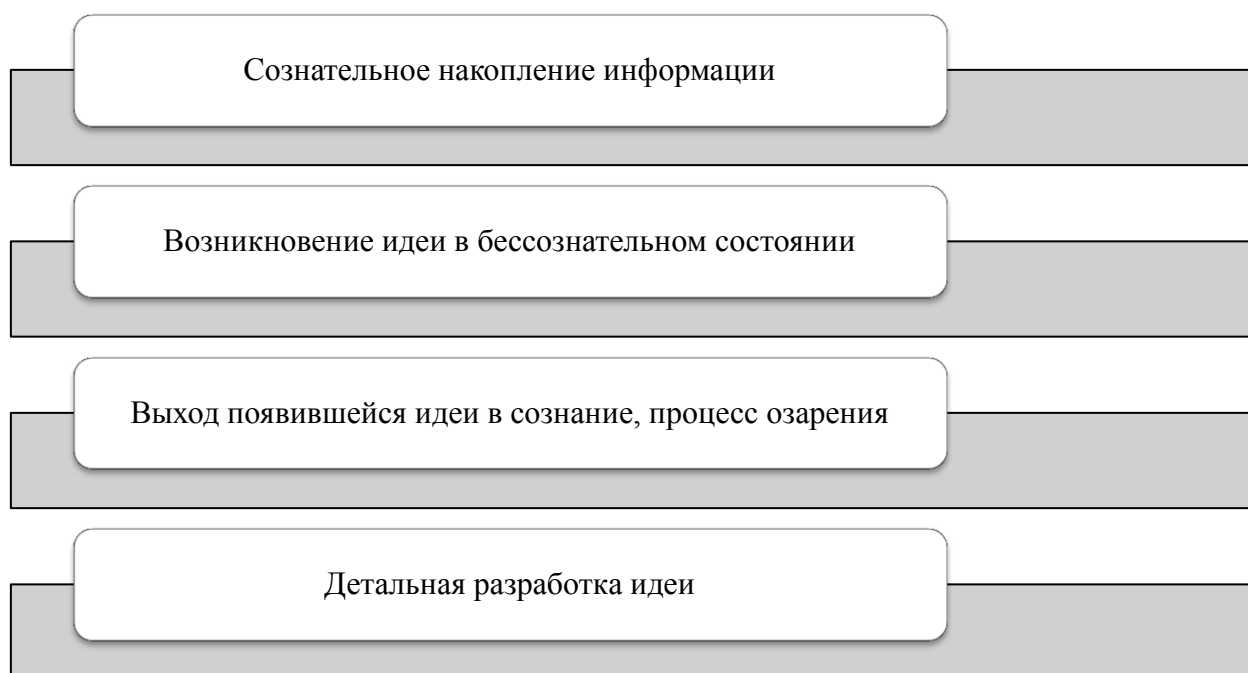 Сознательное накопление информации
Возникновение идеи в бессознательном состоянии
Выход появившейся идеи в сознание, процесс озарения
Детальная разработка идеи